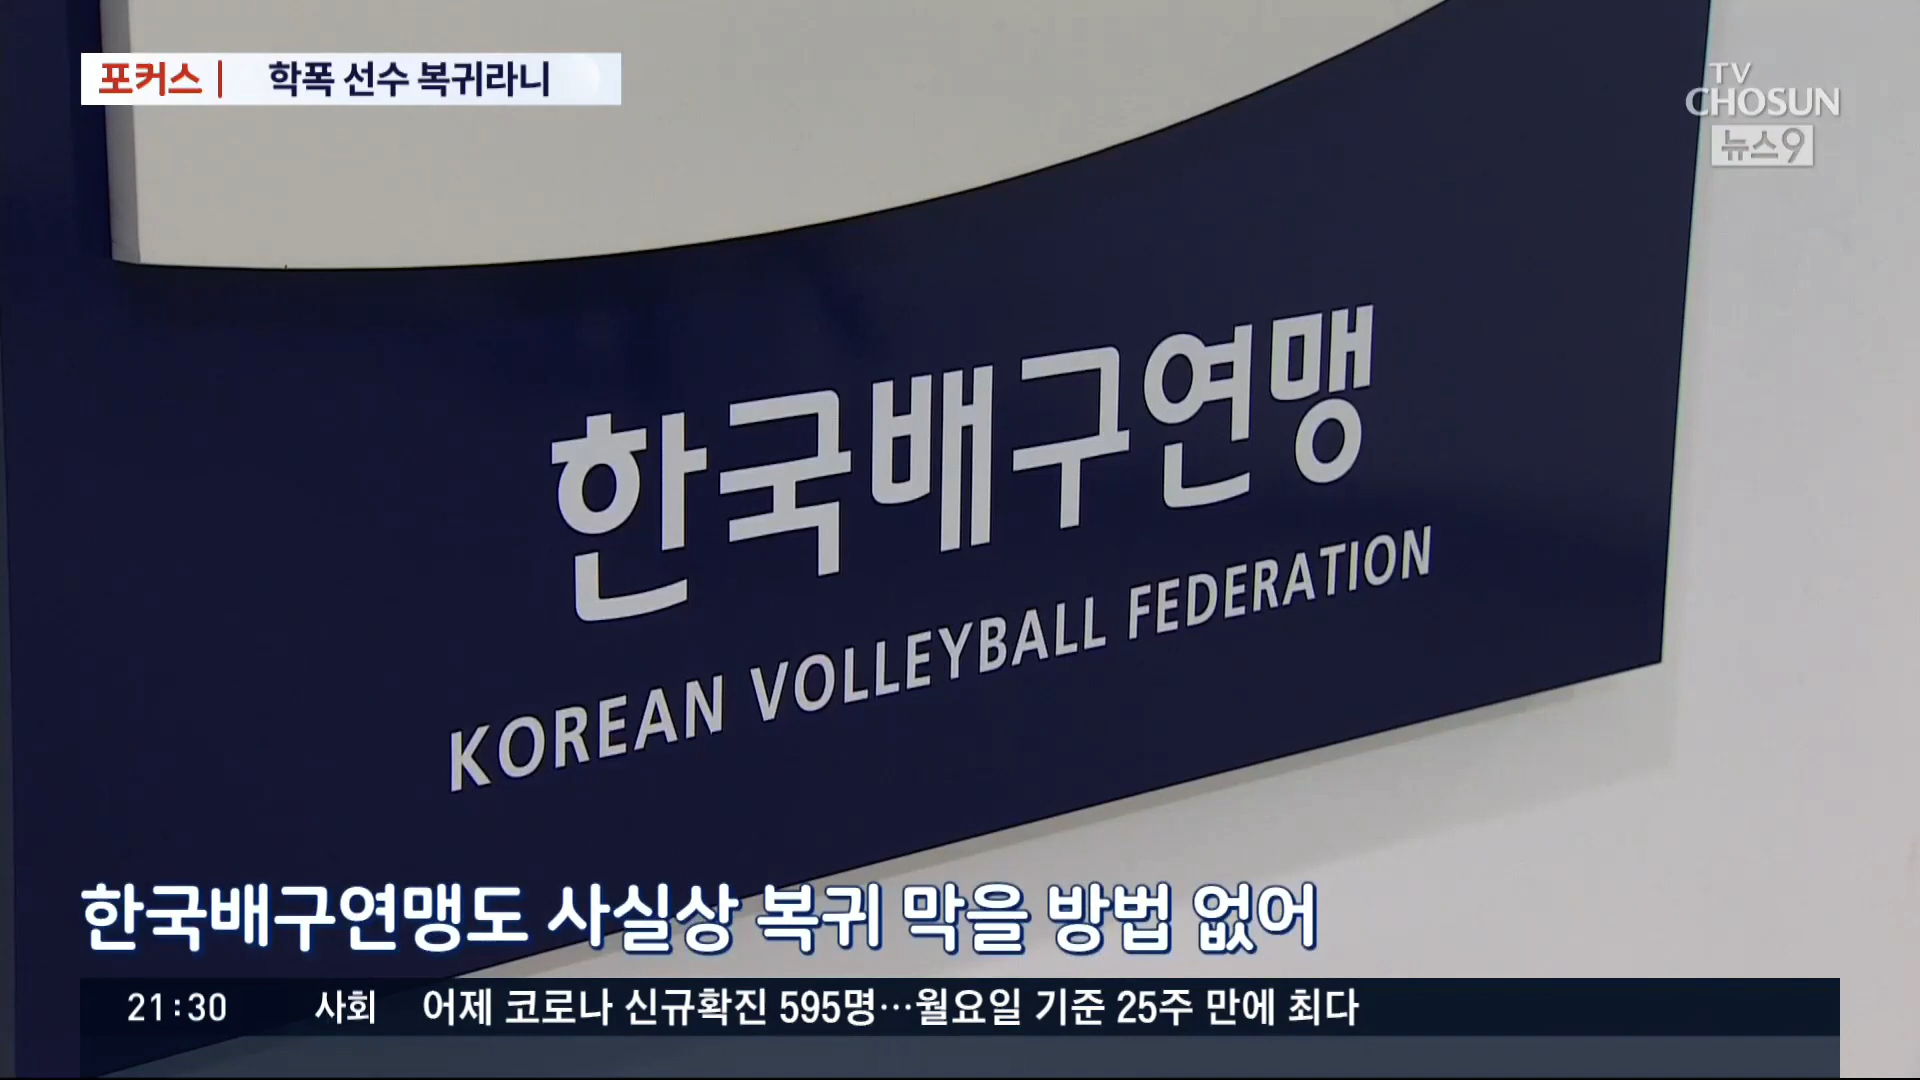 포커스 | 학폭 선수 복귀라니
TV
CHOSUN
뉴스9
한국배구연맹
KOREAN VOLLEYBALL FEDERATION
한국배구연맹도 사실상 복귀 막을 방법 없어
21:30 사회 어제 코로나 신규확진 595명…월요일 기준 25주 만에 최다